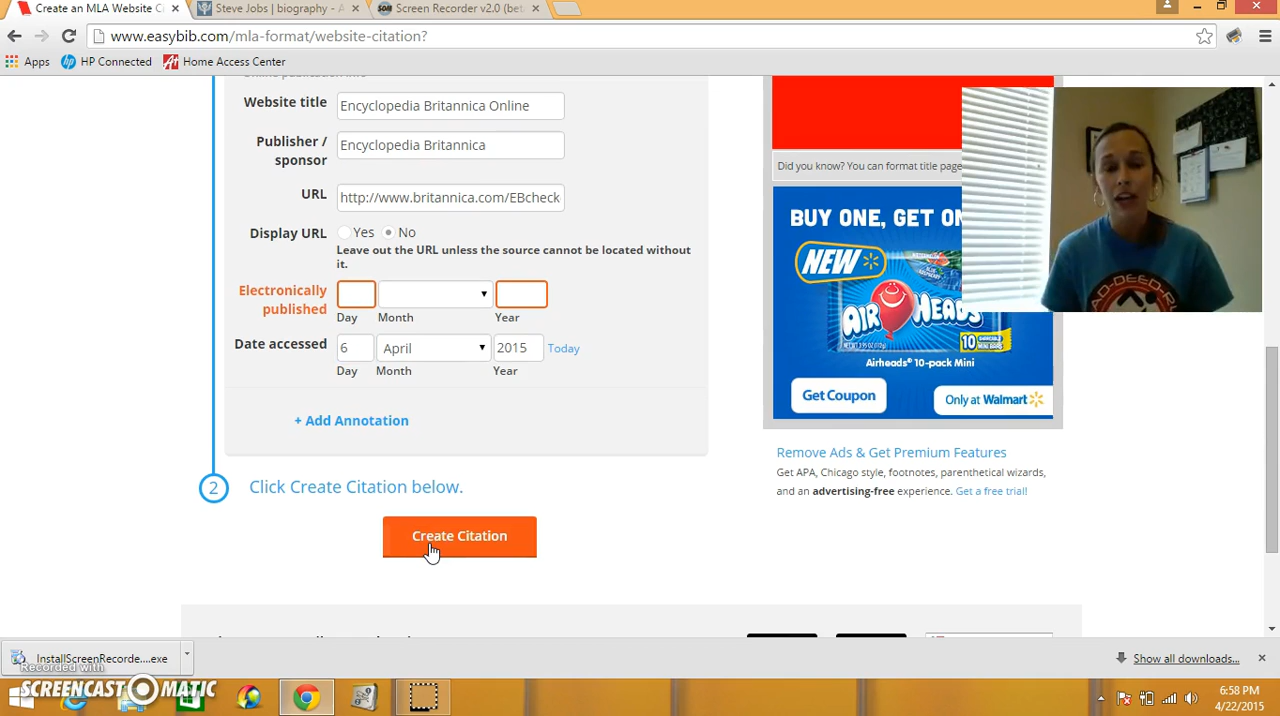 Create an MLA Website C
Steve Jobs | biography - A
Screen Recorder v2.0 (bet
www.easybib.com/mla-format/website-citation?
Apps HP Connected Home Access Center
Website title Encyclopedia Britannica Online
Publisher / sponsor Encyclopedia Britannica
URL http://www.britannica.com/EBcheck
Display URL Yes No
Leave out the URL unless the source cannot be located without
it.
Electronically
published
Day Month Year
Date accessed 6 April 2015 Today
Day Month Year
+ Add Annotation
2 Click Create Citation below.
Create Citation
Did you know? You can format title page
BUY ONE, GET ON
NEW
AIRHEADS
10
Airheads® 10-pack Mini
Get Coupon Only at Walmart
Remove Ads & Get Premium Features
Get APA, Chicago style, footnotes, parenthetical wizards,
and an advertising-free experience. Get a free trial!
InstallScreenRecorde....exe
Show all downloads...
Recorded with
SCREENCAST-O-MATIC
6:58 PM
4/22/2015